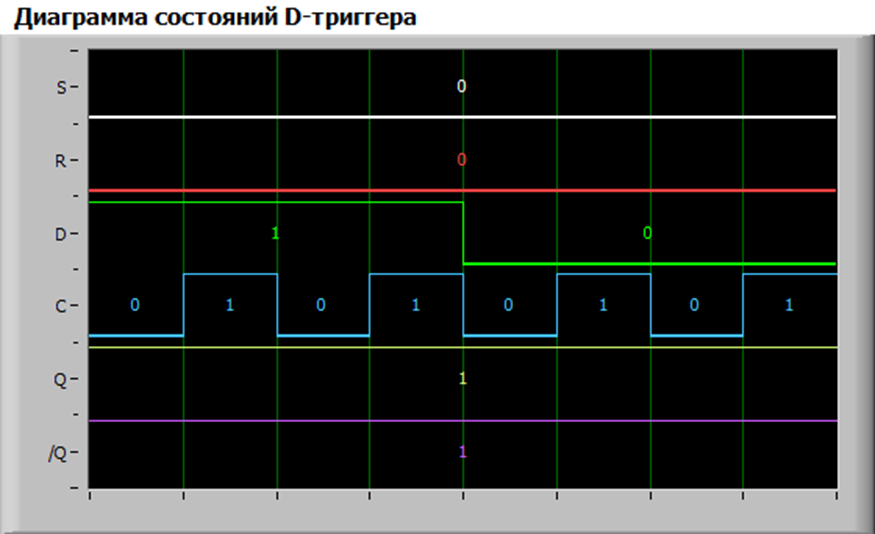 Диаграмма состояний D-триггера
S 0
R 0
D 1 0
C 0 1 0 1 0 1 0 1
Q 1
/Q 1